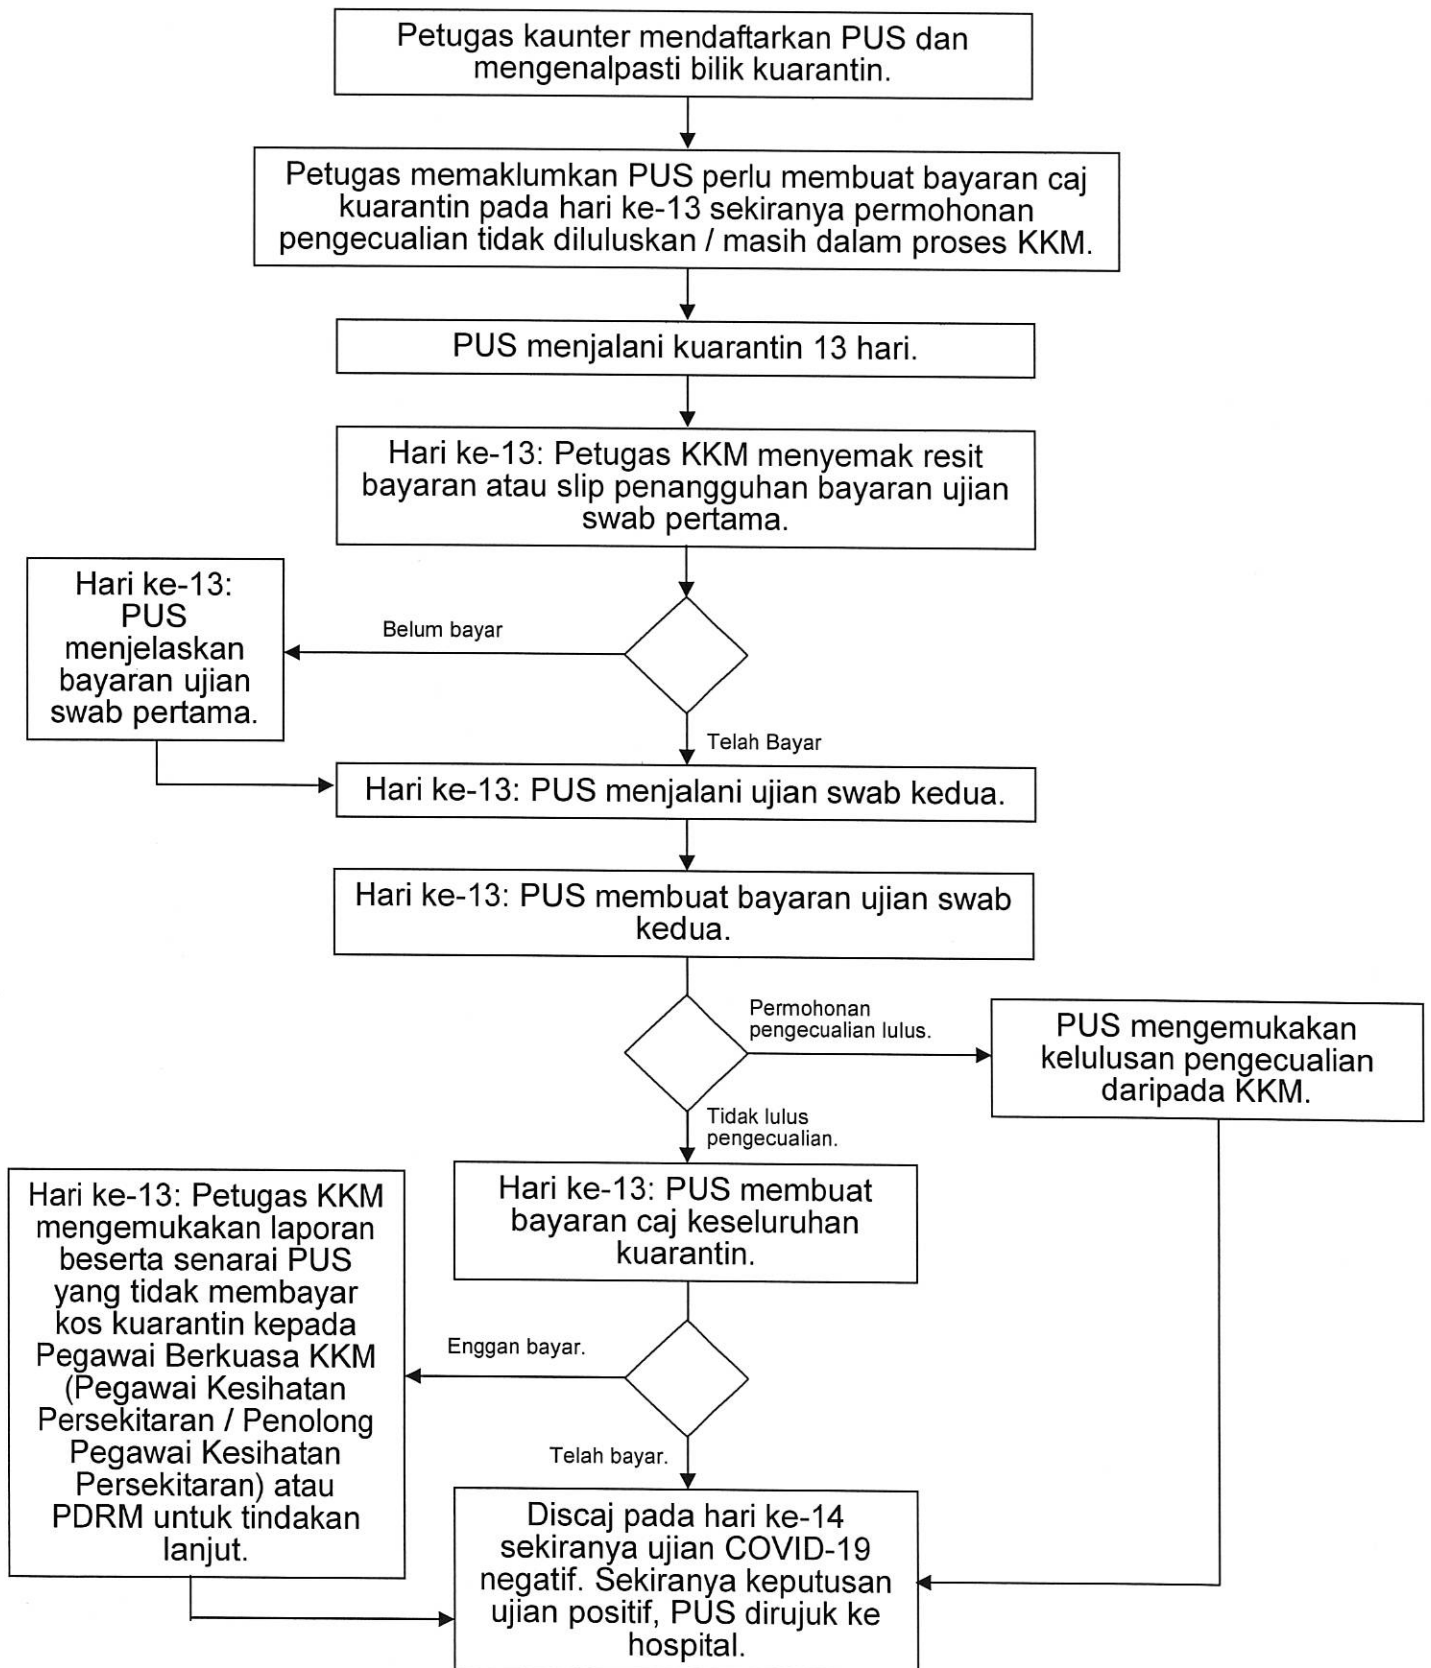 Petugas kaunter mendaftarkan PUS dan
mengenalpasti bilik kuarantin.
Petugas memaklumkan PUS perlu membuat bayaran caj
kuarantin pada hari ke-13 sekiranya permohonan
pengecualian tidak diluluskan / masih dalam proses KKM.
PUS menjalani kuarantin 13 hari.
Hari ke-13: Petugas KKM menyemak resit
bayaran atau slip penangguhan bayaran ujian
swab pertama.
Belum bayar
Hari ke-13:
PUS
menjelaskan
bayaran ujian
swab pertama.
Telah Bayar
Hari ke-13: PUS menjalani ujian swab kedua.
Hari ke-13: PUS membuat bayaran ujian swab
kedua.
Permohonan
pengecualian lulus.
PUS mengemukakan
kelulusan pengecualian
daripada KKM.
Tidak lulus
pengecualian.
Hari ke-13: PUS membuat
bayaran caj keseluruhan
kuarantin.
Enggan bayar.
Hari ke-13: Petugas KKM
mengemukakan laporan
beserta senarai PUS
yang tidak membayar
kos kuarantin kepada
Pegawai Berkuasa KKM
(Pegawai Kesihatan
Persekitaran / Penolong
Pegawai Kesihatan
Persekitaran) atau
PDRM untuk tindakan
lanjut.
Telah bayar.
Discaj pada hari ke-14
sekiranya ujian COVID-19
negatif. Sekiranya keputusan
ujian positif, PUS dirujuk ke
hospital.